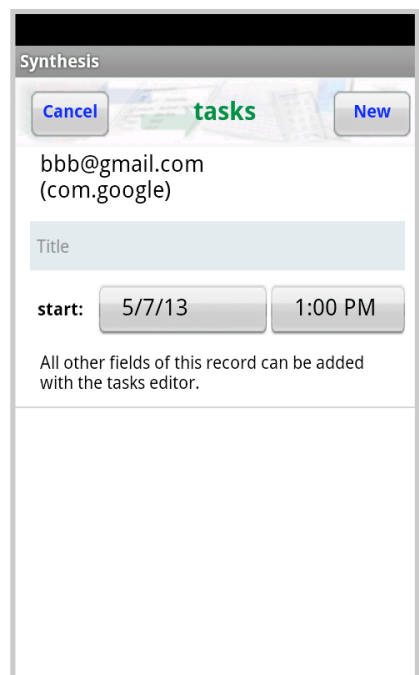 Synthesis
Cancel tasks New
bbb@gmail.com
(com.google)
Title
start: 5/7/13 1:00 PM
All other fields of this record can be added
with the tasks editor.